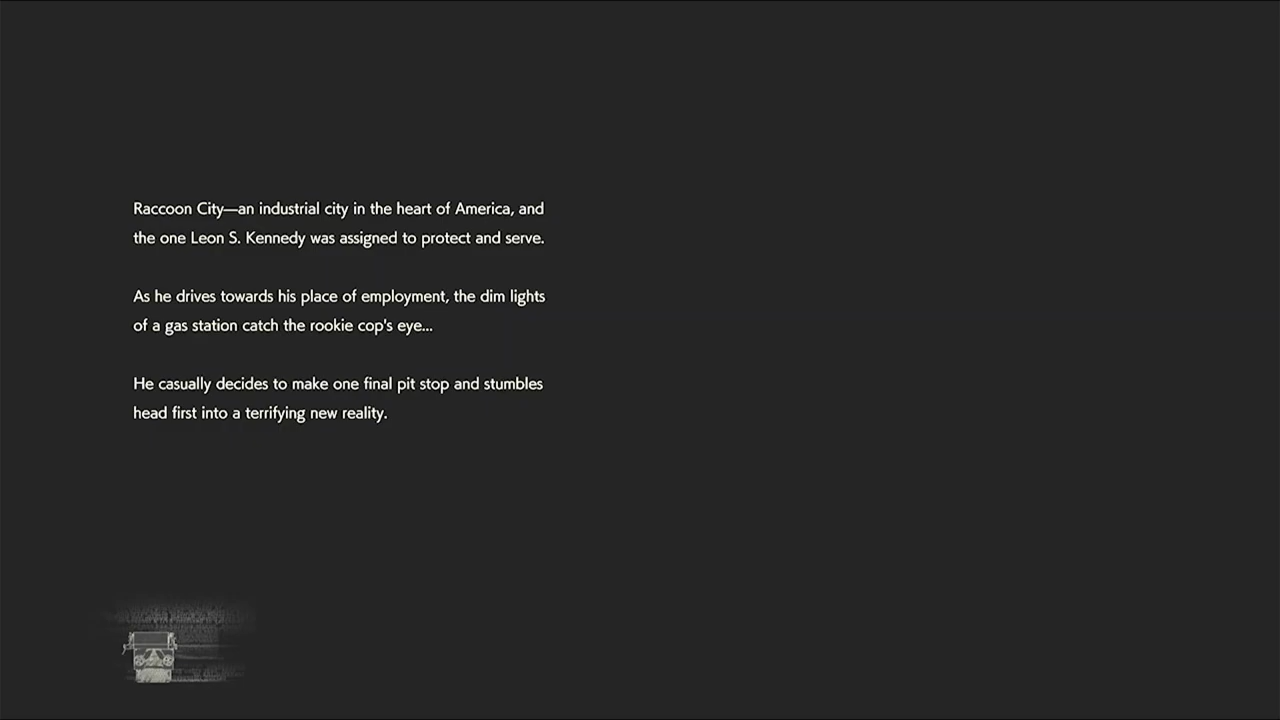 Raccoon City—an industrial city in the heart of America, and
the one Leon S. Kennedy was assigned to protect and serve.
As he drives towards his place of employment, the dim lights
of a gas station catch the rookie cop's eye...
He casually decides to make one final pit stop and stumbles
head first into a terrifying new reality.